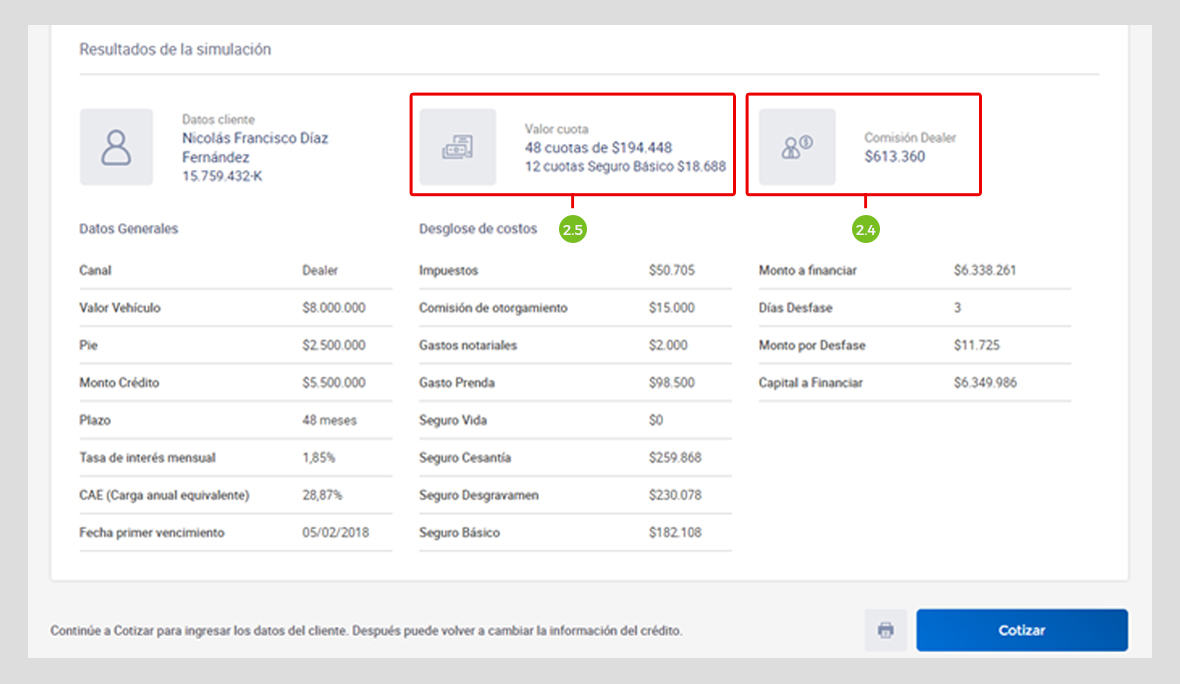 Resultados de la simulación
Datos cliente
Nicolás Francisco Díaz
Fernández
15.759.432-K
Valor cuota
48 cuotas de $194.448
12 cuotas Seguro Básico $18.688
Comisión Dealer
$613.360
2.5
2.4
Datos Generales
Canal Dealer
Valor Vehículo $8.000.000
Pie $2.500.000
Monto Crédito $5.500.000
Plazo 48 meses
Tasa de interés mensual 1,85%
CAE (Carga anual equivalente) 28,87%
Fecha primer vencimiento 05/02/2018
Desglose de costos
Impuestos $50.705
Comisión de otorgamiento $15.000
Gastos notariales $2.000
Gasto Prenda $98.500
Seguro Vida $0
Seguro Cesantía $259.868
Seguro Desgravamen $230.078
Seguro Básico $182.108
Monto a financiar $6.338.261
Días Desfase 3
Monto por Desfase $11.725
Capital a Financiar $6.349.986
Continúe a Cotizar para ingresar los datos del cliente. Después puede volver a cambiar la información del crédito.
Cotizar